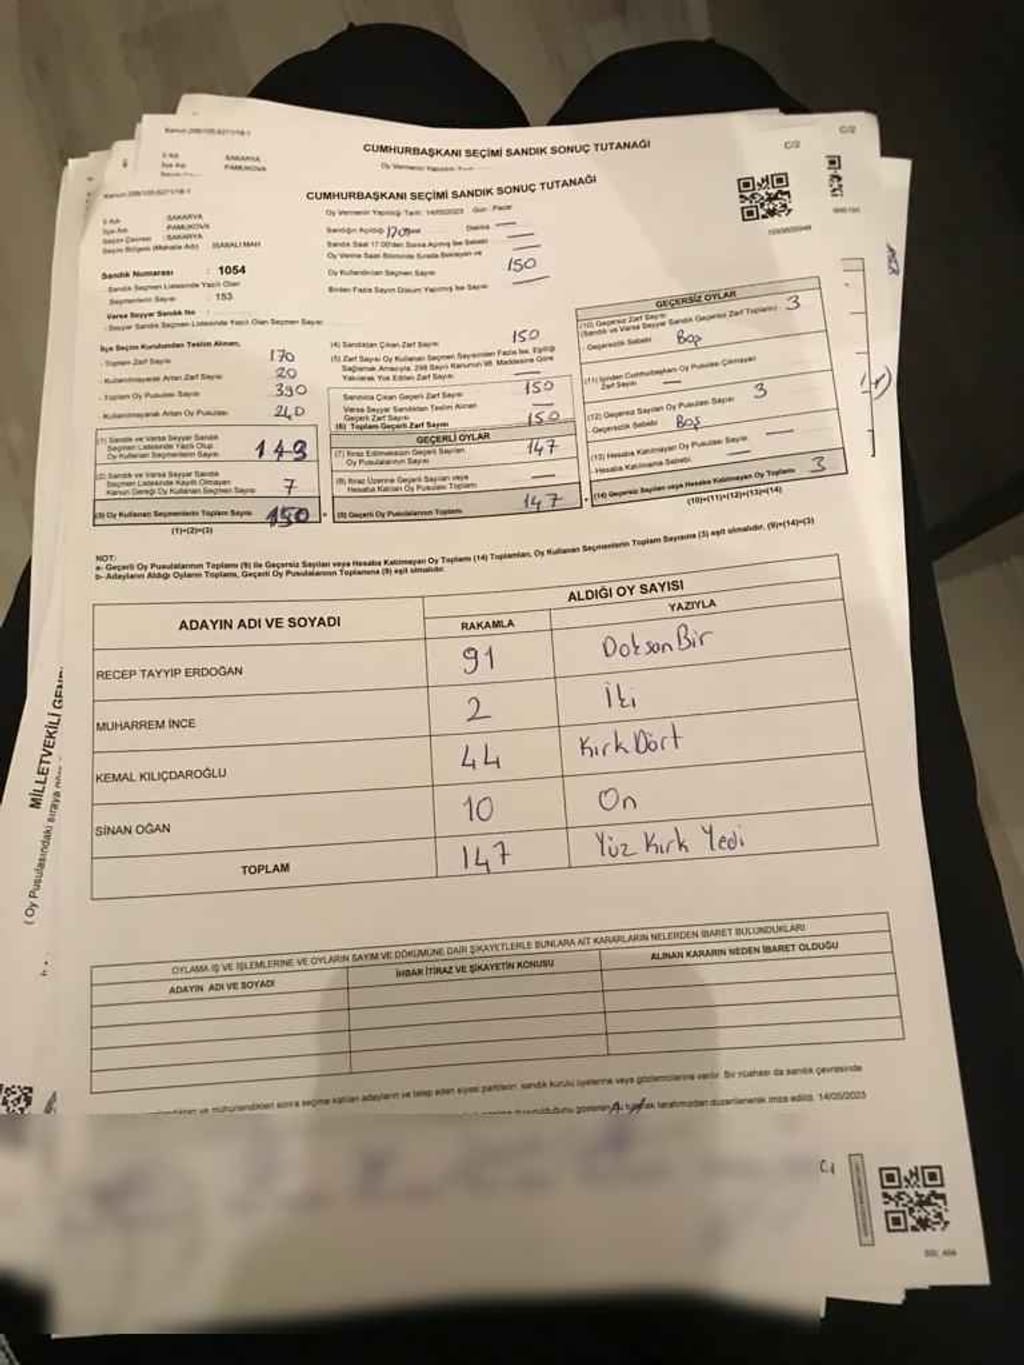 Kanun 298/105,6271/18-1
C/2
CUMHURBAŞKANI SEÇİMİ SANDIK SONUÇ TUTANAĞI
SAKARYA
PAMUKOVA
C/2
CUMHURBAŞKANI SEÇİMİ SANDIK SONUÇ TUTANAĞI
İl Adı : SAKARYA
İlçe Adı : PAMUKOVA
Seçim Çevresi : SAKARYA
Seçim Bölgesi (Mahalle Adı)
Sandık Numarası : 1054
Sandık Seçmen Listesinde Yazılı Olan
Seçmenlerin Sayısı : 153
Varsa Seyyar Sandık No :
Seyyar Sandık Seçmen Listesinde Yazılı Olan Seçmen Sayısı:
Oy Vermenin Yapıldığı Tarih: 14/05/2023 Gün: Pazar
Sandığın Açıldığı
Sandık Saat 17.00'den Sonra Açılmış İse Sebebi
Oy Verme Saati Bitiminde Sırada Bekleyen ve
Oy Kullandırılan Seçmen Sayısı 150
Birden Fazla Sayım Döküm Yapılmış İse Sayısı
İlçe Seçim Kurulundan Teslim Alınan,
- Toplam Zarf Sayısı 170
- Kullanılmayarak Artan Zarf Sayısı 20
- Toplam Oy Pusulası 390
- Kullanılmayarak Artan Oy Pusulası 240
(1) Sandık ve Varsa Seyyar Sandık
Seçmen Listesinde Yazılı Olup
Oy Kullanan Seçmenlerin Sayısı 143
(2) Sandık ve Varsa Seyyar Sandık
Seçmen Listesinde Kayıtlı Olmayan
Kanun Gereği Oy Kullanan Seçmen Sayısı 7
(3) Oy Kullanan Seçmenlerin Toplam Sayısı 150
(1)+(2)=(3)
(4) Sandıktan Çıkan Zarf Sayısı 150
(5) Zarf Sayısı Oy Kullanan Seçmen Sayısından Fazla İse, Eşitliği
Sağlamak Amacıyla, 298 Sayılı Kanunun 98. Maddesine Göre
Yakılarak Yok Edilen Zarf Sayısı
Sandıkta Çıkan Geçerli Zarf Sayısı 150
Varsa Seyyar Sandıktan Teslim Alınan
Geçerli Zarf Sayısı
(6) Toplam Geçerli Zarf Sayısı 150
GEÇERLİ OYLAR
(7) İtiraz Edilmeksizin Geçerli Sayılan
Oy Pusulalarının Sayısı 147
(8) İtiraz Üzerine Geçerli Sayılan veya
Hesaba Katılan Oy Pusulası Toplamı
(9) Geçerli Oy Pusulalarının Toplamı 147
GEÇERSİZ OYLAR
(10) Geçersiz Zarf Sayısı
(Sandık ve Varsa Seyyar Sandık Geçersiz Zarf Toplamı) : 3
- Geçersizlik Sebebi : Boş
(11) İçinden Cumhurbaşkanı Oy Pusulası Çıkmayan
Zarf Sayısı
(12) Geçersiz Sayılan Oy Pusulası Sayısı 3
- Geçersizlik Sebebi : Boş
(13) Hesaba Katılmayan Oy Pusulası Sayısı
- Hesaba Katılmama Sebebi
(14) Geçersiz Sayılan veya Hesaba Katılmayan Oy Toplamı 3
(10)+(11)+(12)+(13)=(14)
NOT:
a- Geçerli Oy Pusulalarının Toplamı (9) ile Geçersiz Sayılan veya Hesaba Katılmayan Oy Toplamı (14) Toplamları, Oy Kullanan Seçmenlerin Toplam Sayısına (3) eşit olmalıdır. (9)+(14)=(3)
b- Adayların Aldığı Oyların Toplamı, Geçerli Oy Pusulalarının Toplamına (9) eşit olmalıdır.
ADAYIN ADI VE SOYADI
ALDIĞI OY SAYISI
RAKAMLA YAZIYLA
RECEP TAYYİP ERDOĞAN 91 Doksan Bir
MUHARREM İNCE 2 İki
KEMAL KILIÇDAROĞLU 44 Kırk Dört
SİNAN OĞAN 10 On
TOPLAM 147 Yüz Kırk Yedi
OYLAMA İŞ VE İŞLEMLERİNE VE OYLARIN SAYIM VE DÖKÜMÜNE DAİR ŞİKAYETLERLE BUNLARA AİT KARARLARIN NELERDEN İBARET BULUNDUKLARI
ADAYIN ADI VE SOYADI
İHBAR İTİRAZ VE ŞİKAYETİN KONUSU
ALINAN KARARIN NEDEN İBARET OLDUĞU
ve mühürlendikten sonra seçime katılan adayların ve talep eden siyasi partilerin sandık kurulu üyelerine veya gözlemcilerine verilir. Bir nüshası da sandık çevresinde
tarafımızdan düzenlenerek imza edildi. 14/05/2023
MİLLETVEKİLİ
( Oy Pusulasındaki sıraya
C1